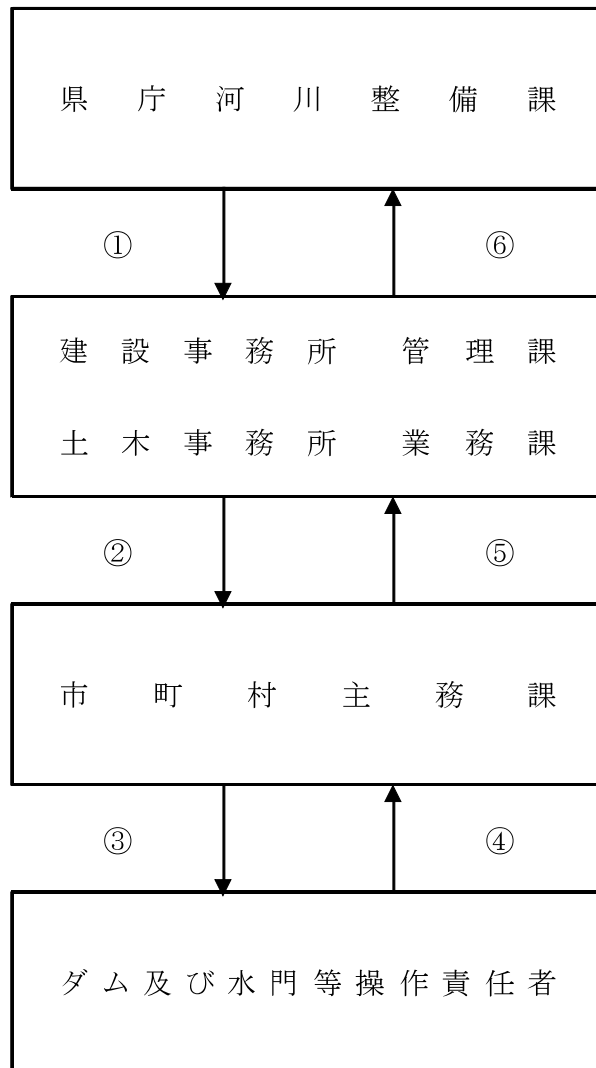 県庁河川整備課
① ⑥
建設事務所 管理課
土木事務所 業務課
② ⑤
市町村主務課
③ ④
ダム及び水門等操作責任者